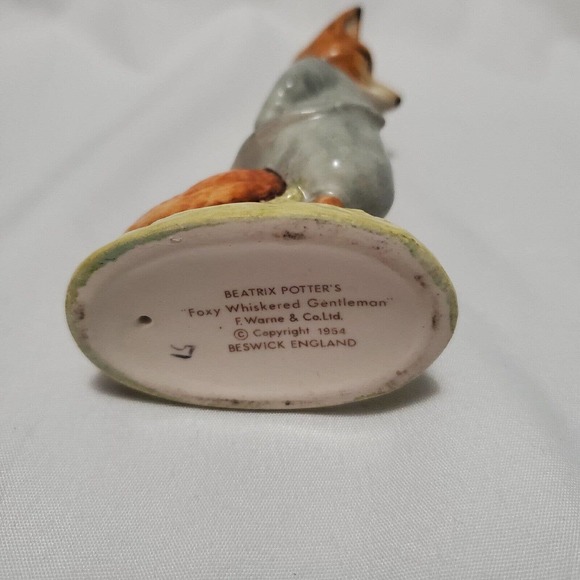 BEATRIX POTTER'S
"Foxy Whiskered Gentleman"
F. Warne & Co. Ltd.
© Copyright 1954
BESWICK ENGLAND